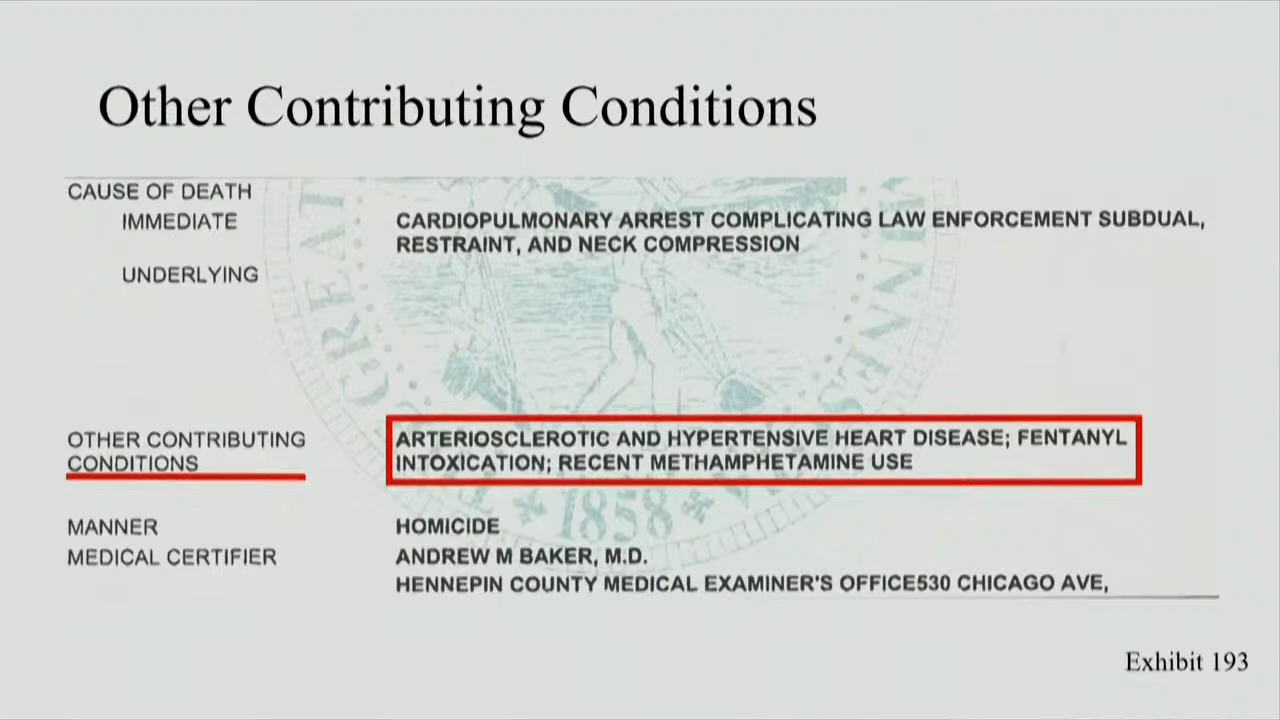 Other Contributing Conditions
CAUSE OF DEATH
IMMEDIATE
CARDIOPULMONARY ARREST COMPLICATING LAW ENFORCEMENT SUBDUAL,
RESTRAINT, AND NECK COMPRESSION
UNDERLYING
OTHER CONTRIBUTING
CONDITIONS
ARTERIOSCLEROTIC AND HYPERTENSIVE HEART DISEASE; FENTANYL
INTOXICATION; RECENT METHAMPHETAMINE USE
1858
MANNER
HOMICIDE
MEDICAL CERTIFIER
ANDREW M BAKER, M.D.
HENNEPIN COUNTY MEDICAL EXAMINER'S OFFICE530 CHICAGO AVE,
Exhibit 193